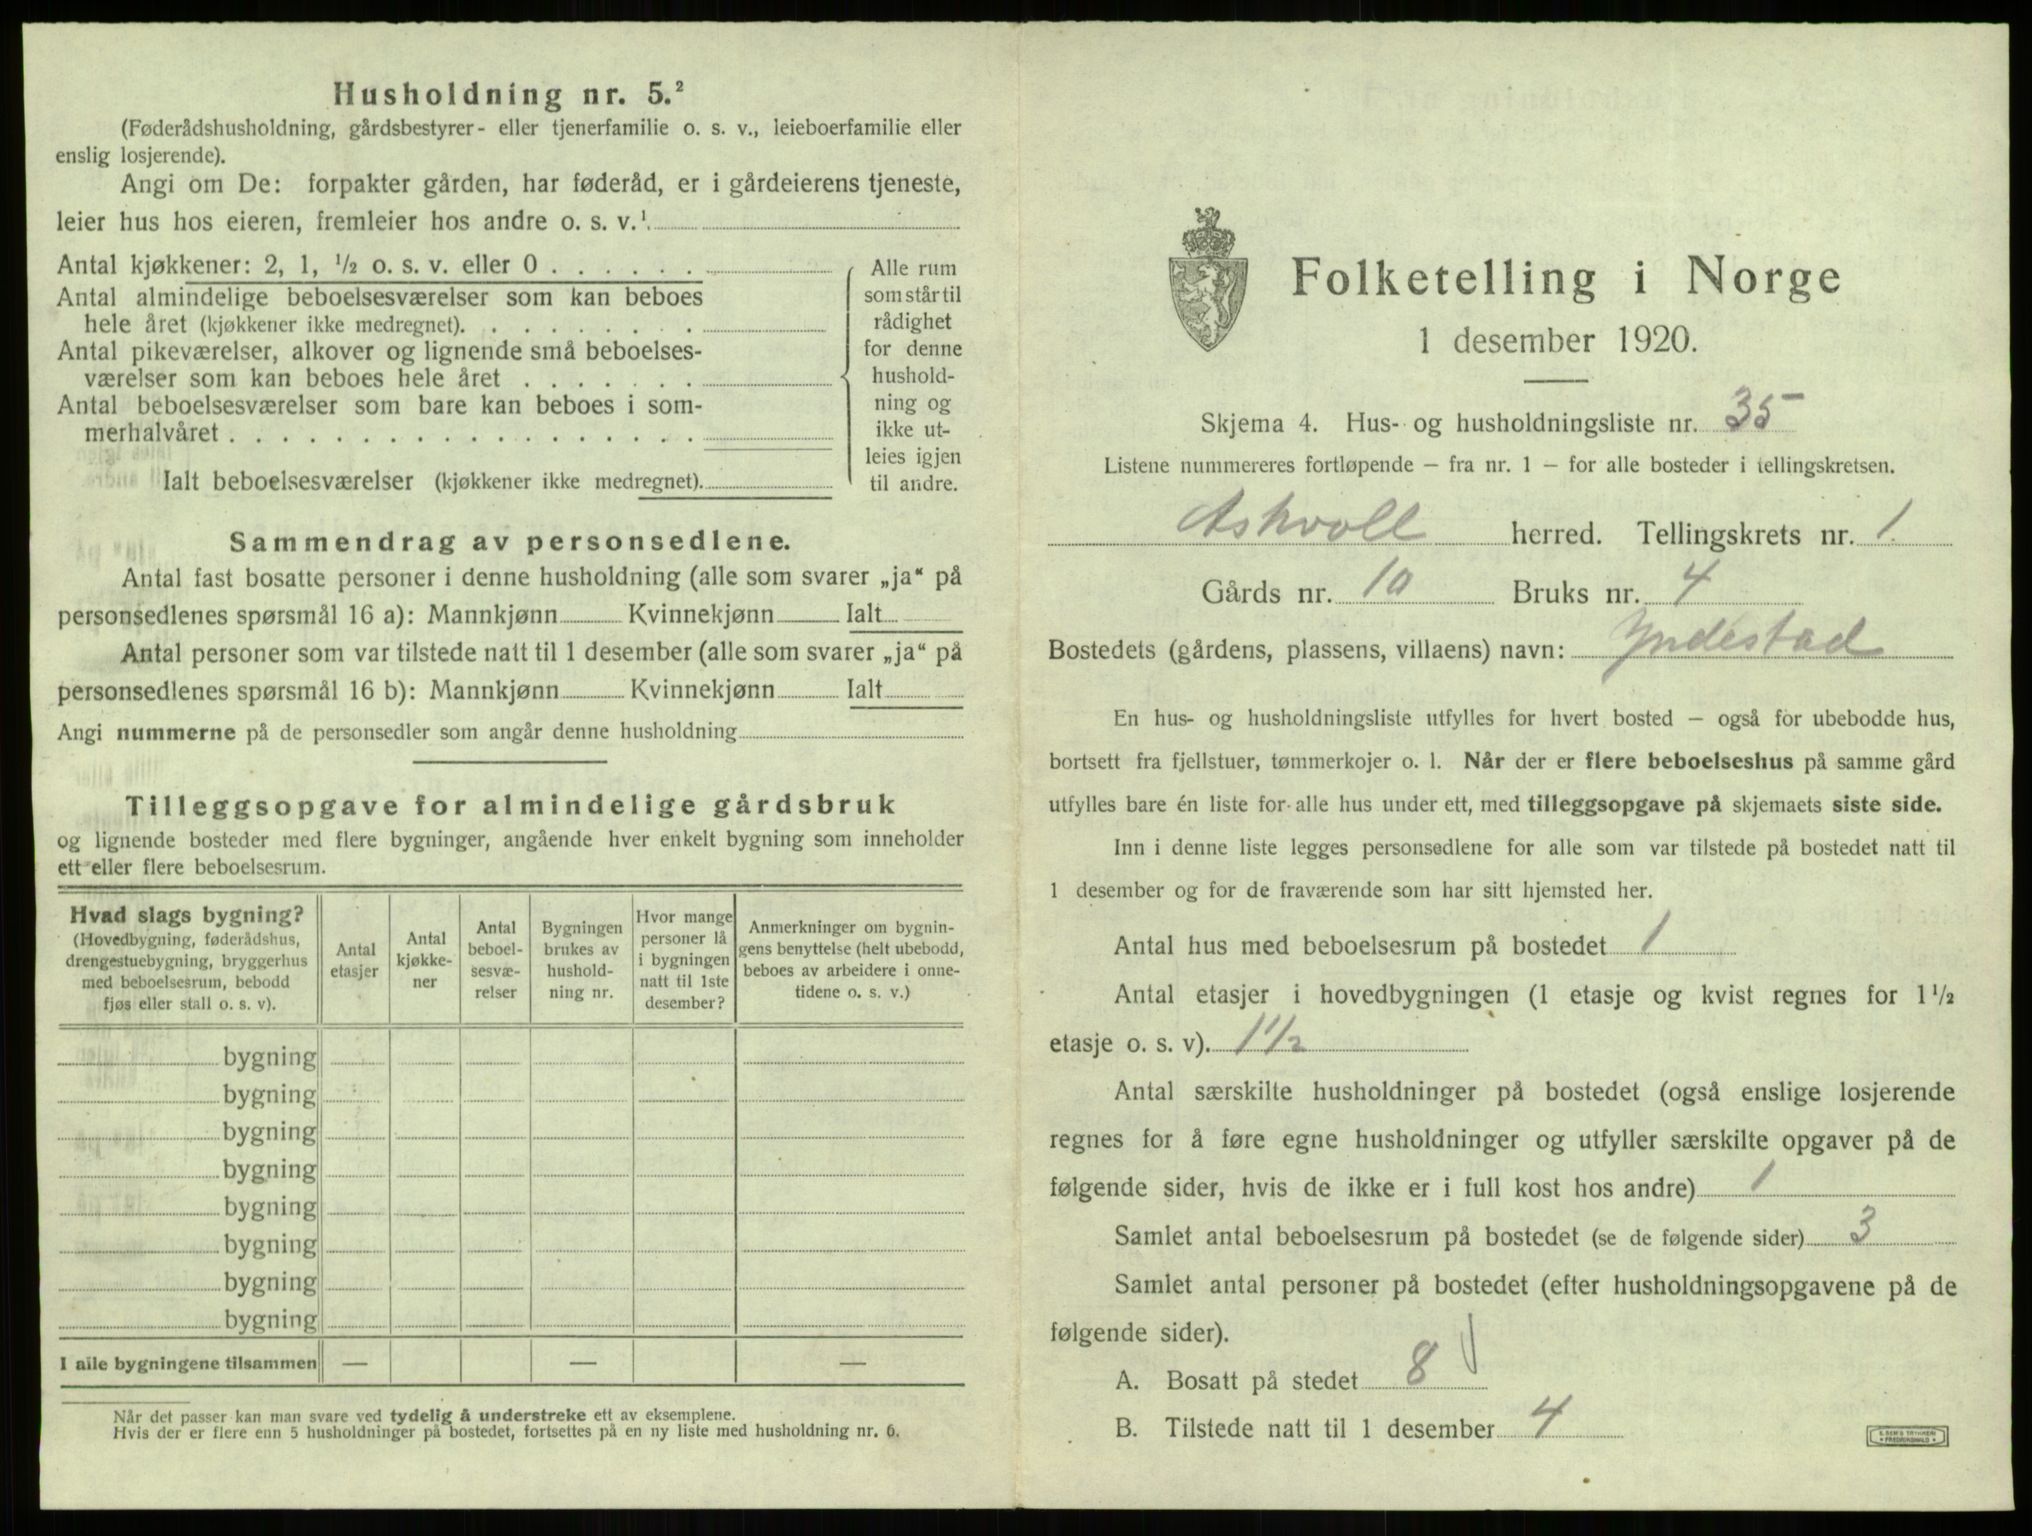 Husholdning nr. 5.²
(Føderådshusholdning, gårdsbestyrer- eller tjenerfamilie o. s. v., leieboerfamilie eller
enslig losjerende).
Angi om De: forpakter gården, har føderåd, er i gårdeierens tjeneste,
leier hus hos eieren, fremleier hos andre o. s. v.¹
Antal kjøkkener: 2, 1, ½ o. s. v. eller 0 . . . . . .
Antal almindelige beboelsesværelser som kan beboes
hele året (kjøkkener ikke medregnet). . . . . . . . .
Antal pikeværelser, alkover og lignende små beboelses-
værelser som kan beboes hele året . . . . . . .
Antal beboelsesværelser som bare kan beboes i som-
merhalvåret . . . . . . . . . . . . . . . . . .
Ialt beboelsesværelser (kjøkkener ikke medregnet).
Alle rum
som står til
rådighet
for denne
hushold-
ning og
ikke ut-
leies igjen
til andre.
Sammendrag av personsedlene.
Antal fast bosatte personer i denne husholdning (alle som svarer „ja“ på
personsedlenes spørsmål 16 a): Mannkjønn Kvinnekjønn Ialt
Antal personer som var tilstede natt til 1 desember (alle som svarer „ja“ på
personsedlenes spørsmål 16 b): Mannkjønn Kvinnekjønn Ialt
Angi nummerne på de personsedler som angår denne husholdning
Tilleggsopgave for almindelige gårdsbruk
og lignende bosteder med flere bygninger, angående hver enkelt bygning som inneholder
ett eller flere beboelsesrum.
Hvad slags bygning?
(Hovedbygning, føderådshus,
drengestuebygning, bryggerhus
med beboelsesrum, bebodd
fjøs eller stall o. s. v).
Antal
etasjer
Antal
kjøkke-
ner
Antal
beboel-
sesvæ-
relser
Bygningen
brukes av
hushold-
ning nr.
Hvor mange
personer lå
i bygningen
natt til 1ste
desember?
Anmerkninger om bygnin-
gens benyttelse (helt ubebodd,
beboes av arbeidere i onne-
tidene o. s. v.)
bygning
bygning
bygning
bygning
bygning
bygning
bygning
bygning
I alle bygningene tilsammen — — —
Når det passer kan man svare ved tydelig å understreke ett av eksemplene.
Hvis der er flere enn 5 husholdninger på bostedet, fortsettes på en ny liste med husholdning nr. 6.
Folketelling i Norge
1 desember 1920.
Skjema 4. Hus- og husholdningsliste nr. 35
Listene nummereres fortløpende – fra nr. 1 – for alle bosteder i tellingskretsen.
Askvoll herred. Tellingskrets nr. 1.
Gårds nr. 10 Bruks nr. 4
Bostedets (gårdens, plassens, villaens) navn: Yndestad
En hus- og husholdningsliste utfylles for hvert bosted – også for ubebodde hus,
bortsett fra fjellstuer, tømmerkojer o. l. Når der er flere beboelseshus på samme gård
utfylles bare én liste for alle hus under ett, med tilleggsopgave på skjemaets siste side.
Inn i denne liste legges personsedlene for alle som var tilstede på bostedet natt til
1 desember og for de fraværende som har sitt hjemsted her.
Antal hus med beboelsesrum på bostedet 1
Antal etasjer i hovedbygningen (1 etasje og kvist regnes for 1 ½
etasje o. s. v). 1 ½
Antal særskilte husholdninger på bostedet (også enslige losjerende
regnes for å føre egne husholdninger og utfyller særskilte opgaver på de
følgende sider, hvis de ikke er i full kost hos andre) 1
Samlet antal beboelsesrum på bostedet (se de følgende sider) 3
Samlet antal personer på bostedet (efter husholdningsopgavene på de
følgende sider).
A. Bosatt på stedet 8
B. Tilstede natt til 1 desember 4